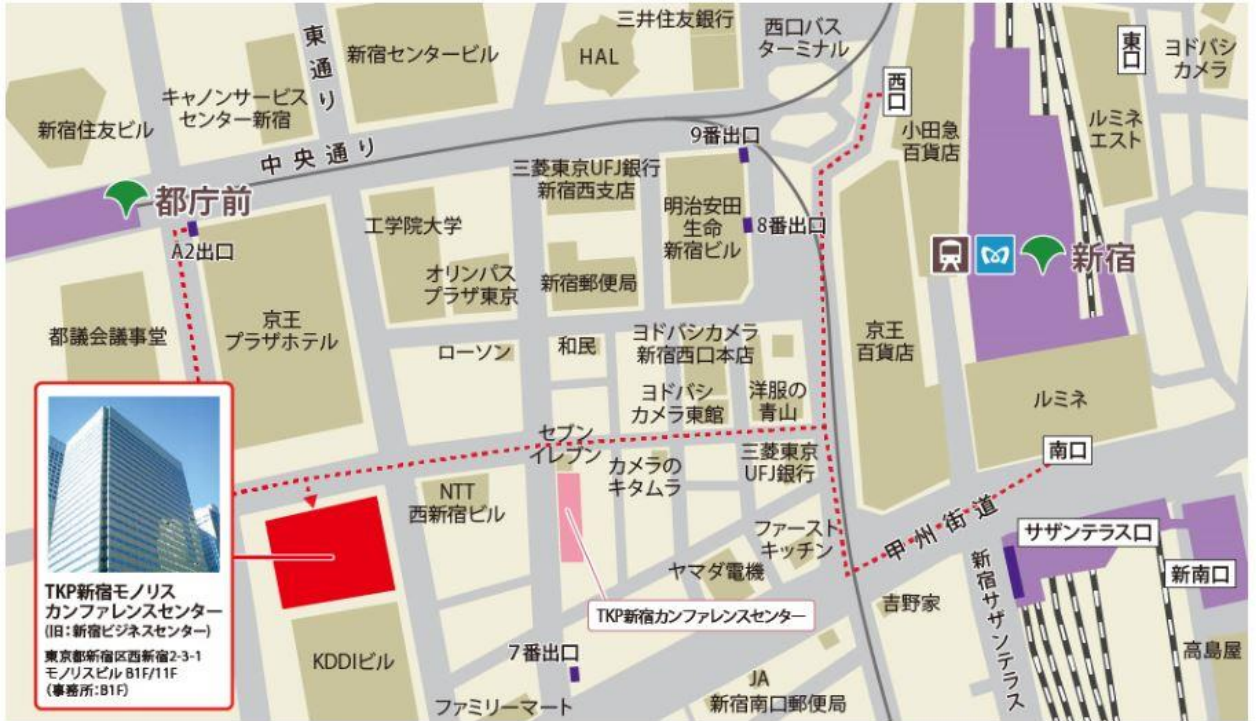 三井住友銀行
西口バス
ターミナル
東口
ヨドバシ
カメラ
東通り
新宿センタービル
HAL
西口
キャノンサービス
センター新宿
新宿住友ビル
小田急
百貨店
ルミネ
エスト
中央通り
9番出口
三菱東京UFJ銀行
新宿西支店
都庁前
工学院大学
明治安田
生命
新宿ビル
8番出口
A2出口
新宿
オリンパス
プラザ東京
新宿郵便局
都議会議事堂
京王
プラザホテル
ローソン
和民
ヨドバシカメラ
新宿西口本店
京王
百貨店
ヨドバシ
カメラ東館
洋服の
青山
ルミネ
セブン
イレブン
カメラの
キタムラ
三菱東京
UFJ銀行
南口
NTT
西新宿ビル
甲州街道
ファースト
キッチン
サザンテラス口
ヤマダ電機
新南口
TKP新宿モノリス
カンファレンスセンター
(旧:新宿ビジネスセンター)
東京都新宿区西新宿2-3-1
モノリスビル B1F/11F
(事務所:B1F)
TKP新宿カンファレンスセンター
吉野家
新宿サザンテラス
KDDIビル
7番出口
高島屋
ファミリーマート
JA
新宿南口郵便局